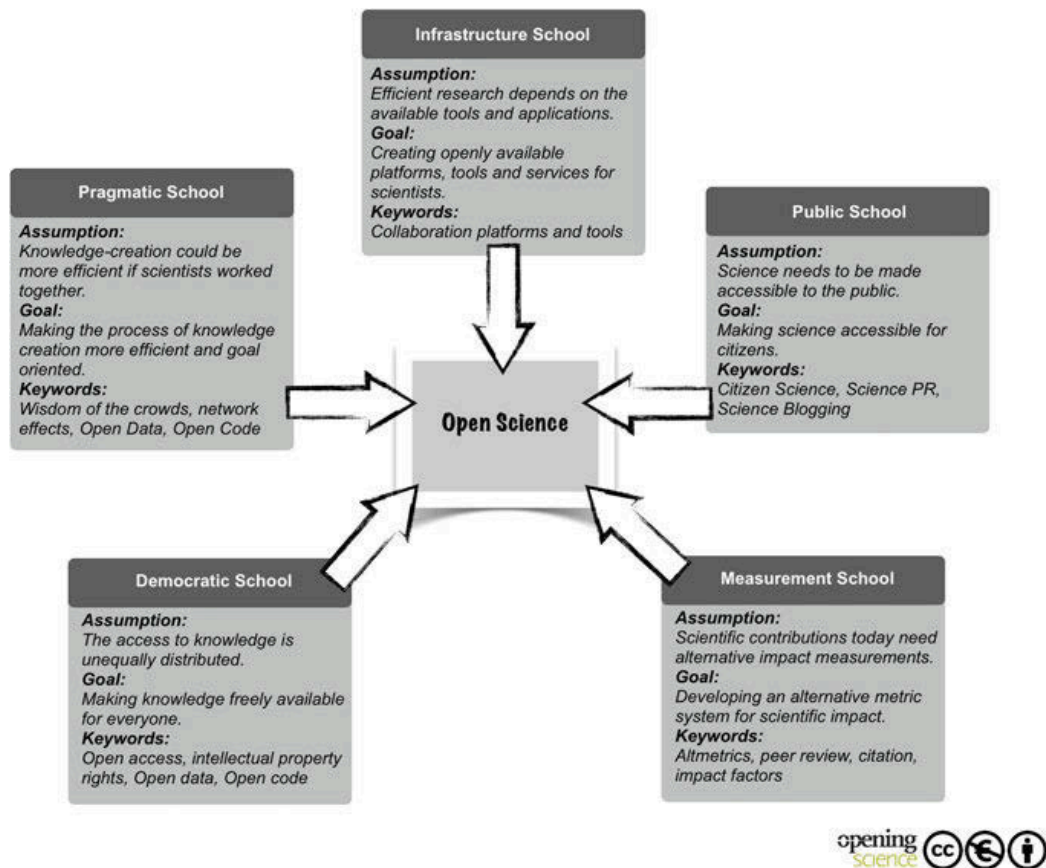 Infrastructure School
Assumption:
Efficient research depends on the
available tools and applications.
Goal:
Creating openly available
platforms, tools and services for
scientists.
Keywords:
Collaboration platforms and tools
Pragmatic School
Assumption:
Knowledge-creation could be
more efficient if scientists worked
together.
Goal:
Making the process of knowledge
creation more efficient and goal
oriented.
Keywords:
Wisdom of the crowds, network
effects, Open Data, Open Code
Public School
Assumption:
Science needs to be made
accessible to the public.
Goal:
Making science accessible for
citizens.
Keywords:
Citizen Science, Science PR,
Science Blogging
Open Science
Democratic School
Assumption:
The access to knowledge is
unequally distributed.
Goal:
Making knowledge freely available
for everyone.
Keywords:
Open access, intellectual property
rights, Open data, Open code
Measurement School
Assumption:
Scientific contributions today need
alternative impact measurements.
Goal:
Developing an alternative metric
system for scientific impact.
Keywords:
Altmetrics, peer review, citation,
impact factors
opening
science
cc